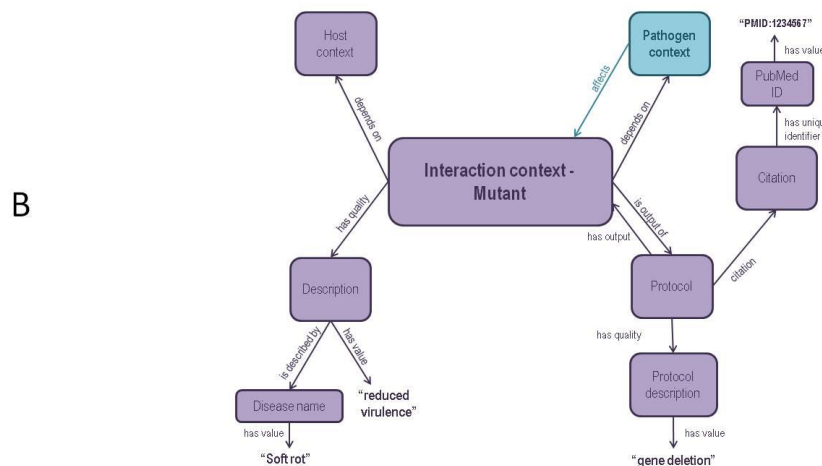 Host
context
Pathogen
context
"PMID:1234567"
has value
PubMed
ID
affects
depends on
depends on
has
identifier
Interaction context -
Mutant
Citation
B
has quality
is output of
has output
Description
Protocol
citation
has quality
is described by
has value
Protocol
description
Disease name
"reduced
virulence"
has value
has value
"Soft rot"
"gene deletion"